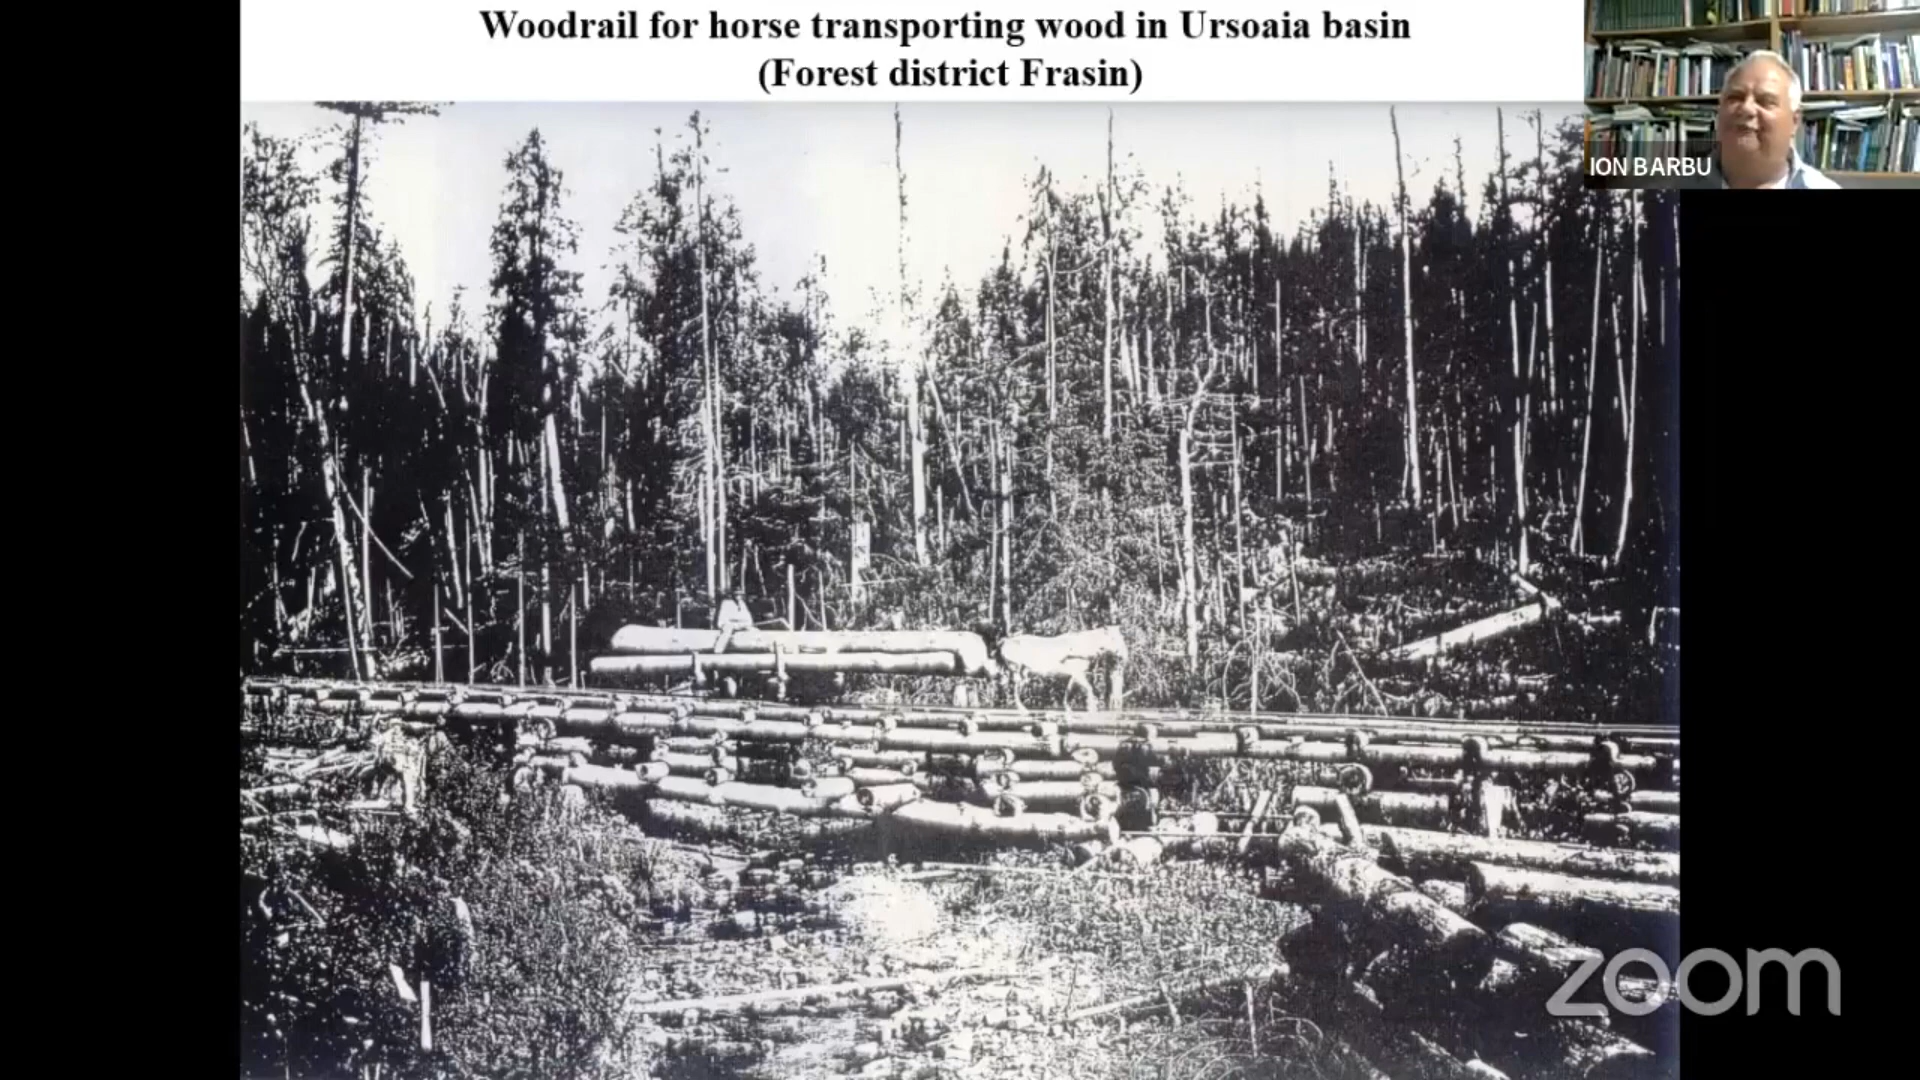 Woodrail for horse transporting wood in Ursoaia basin
(Forest district Frasin)
ION BARBU
zoom